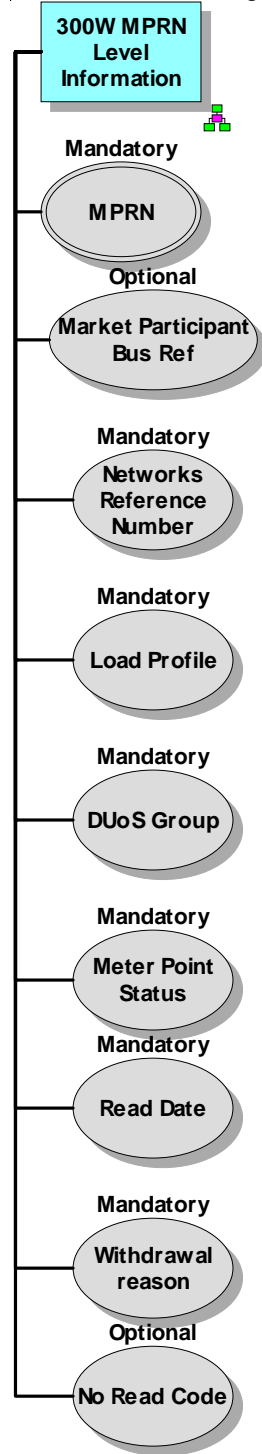 300W MPRN
Level
Information
Mandatory
MPRN
Optional
Market Participant
Bus Ref
Mandatory
Networks
Reference
Number
Mandatory
Load Profile
Mandatory
DUoS Group
Mandatory
Meter Point
Status
Mandatory
Read Date
Mandatory
Withdrawal
reason
Optional
No Read Code